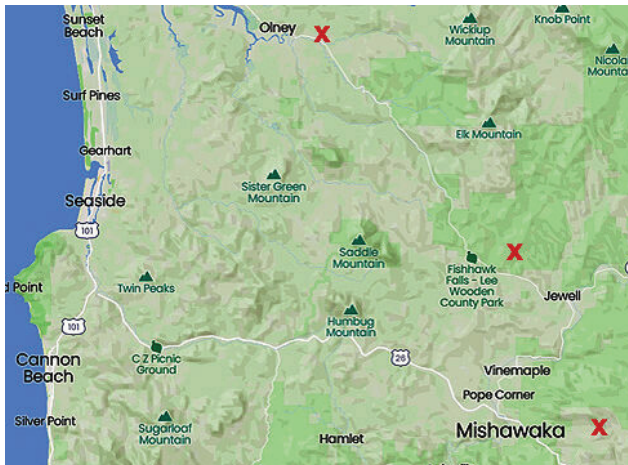 Sunset
Beach
Olney
X
Wickiup
Mountain
Knob Point
Nicola
Mounta
Surf Pines
Elk Mountain
Gearhart
Sister Green
Mountain
Seaside
101
Saddle
Mountain
X
Fishhawk
Falls - Lee
Wooden
County Park
d Point
Twin Peaks
Jewell
101
Humbug
Mountain
Cannon
Beach
C Z Picnic
Ground
26
Vinemaple
Pope Corner
Silver Point
Sugarloaf
Mountain
Hamlet
Mishawaka
X